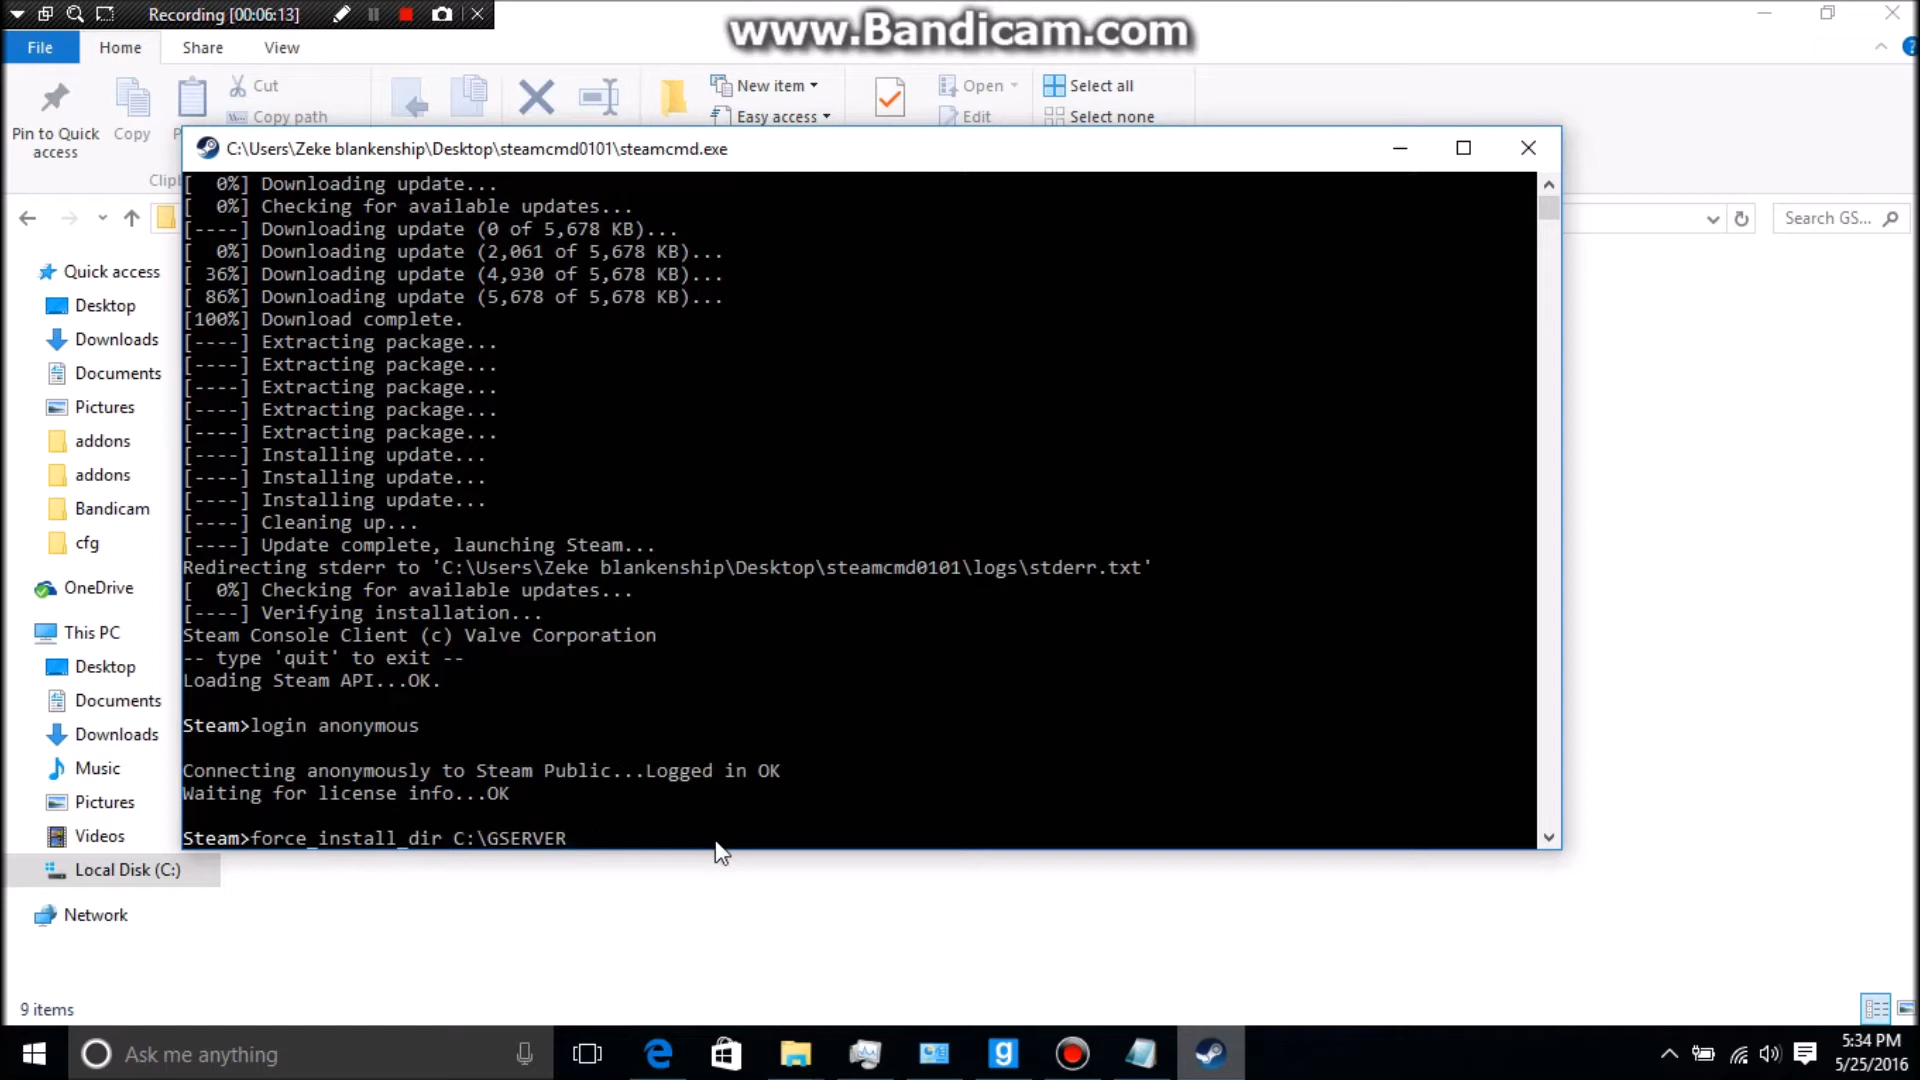 Recording [00:06:13]
www.Bandicam.com
File
Home
Share
View
Pin to Quick access
Copy
Cut
Copy path
New item
Easy access
Open
Edit
Select all
Select none
C:\Users\Zeke blankenship\Desktop\steamcmd0101\steamcmd.exe
Search GS...
Quick access
Desktop
Downloads
Documents
Pictures
addons
addons
Bandicam
cfg
OneDrive
This PC
Desktop
Documents
Downloads
Music
Pictures
Videos
Local Disk (C:)
Network
[  0%] Downloading update...
[  0%] Checking for available updates...
[----] Downloading update (0 of 5,678 KB)...
[  0%] Downloading update (2,061 of 5,678 KB)...
[ 36%] Downloading update (4,930 of 5,678 KB)...
[ 86%] Downloading update (5,678 of 5,678 KB)...
[100%] Download complete.
[----] Extracting package...
[----] Extracting package...
[----] Extracting package...
[----] Extracting package...
[----] Extracting package...
[----] Installing update...
[----] Installing update...
[----] Installing update...
[----] Cleaning up...
[----] Update complete, launching Steam...
Redirecting stderr to 'C:\Users\Zeke blankenship\Desktop\steamcmd0101\logs\stderr.txt'
[  0%] Checking for available updates...
[----] Verifying installation...
Steam Console Client (c) Valve Corporation
-- type 'quit' to exit --
Loading Steam API...OK.
Steam>login anonymous
Connecting anonymously to Steam Public...Logged in OK
Waiting for license info...OK
Steam>force_install_dir C:\GSERVER
9 items
Ask me anything
5:34 PM
5/25/2016